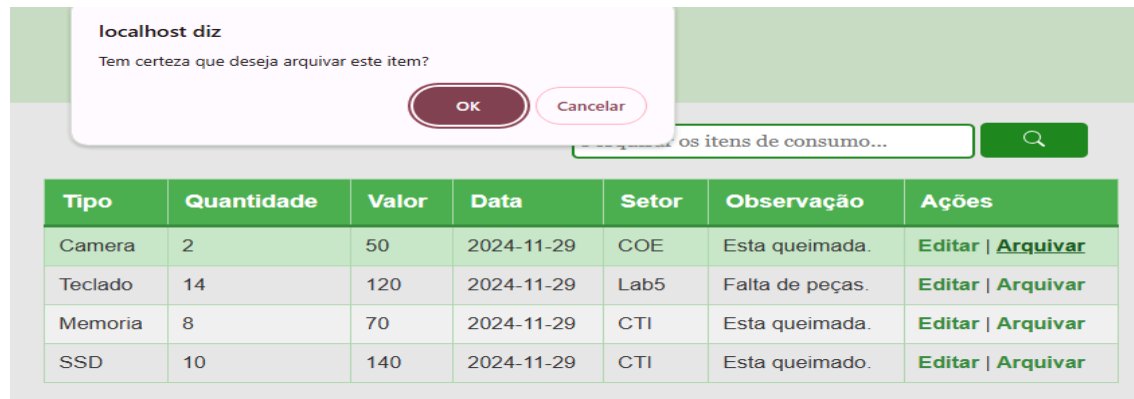 localhost diz
Tem certeza que deseja arquivar este item?
OK Cancelar
os itens de consumo...
Tipo Quantidade Valor Data Setor Observação Ações
Camera 2 50 2024-11-29 COE Esta queimada. Editar | Arquivar
Teclado 14 120 2024-11-29 Lab5 Falta de peças. Editar | Arquivar
Memoria 8 70 2024-11-29 CTI Esta queimada. Editar | Arquivar
SSD 10 140 2024-11-29 CTI Esta queimado. Editar | Arquivar